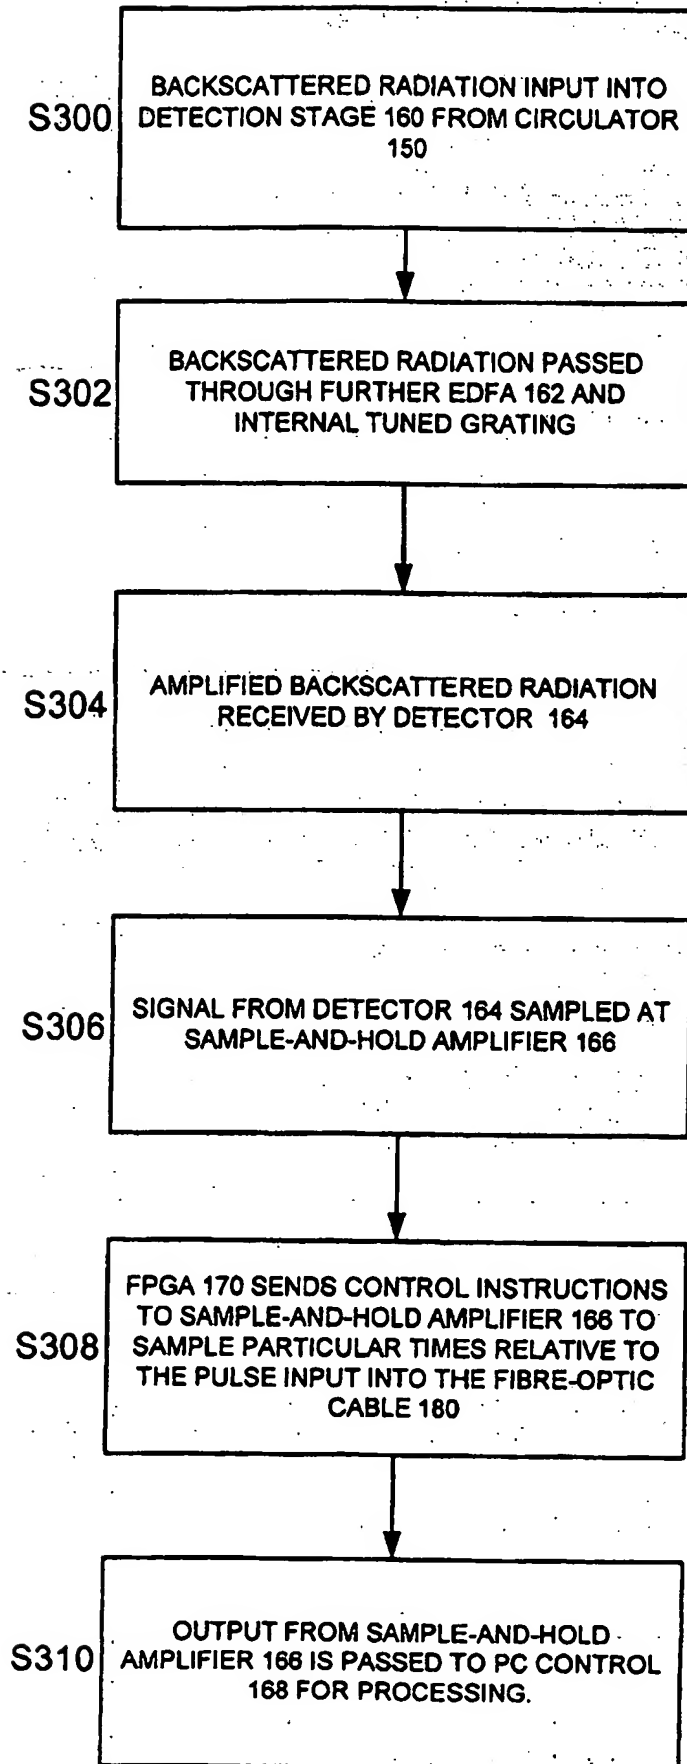 S300
BACKSCATTERED RADIATION INPUT INTO
DETECTION STAGE 160 FROM CIRCULATOR
150
S302
BACKSCATTERED RADIATION PASSED
THROUGH FURTHER EDFA 162 AND
INTERNAL TUNED GRATING
S304
AMPLIFIED BACKSCATTERED RADIATION
RECEIVED BY DETECTOR 164
S306
SIGNAL FROM DETECTOR 164 SAMPLED AT
SAMPLE-AND-HOLD AMPLIFIER 166
S308
FPGA 170 SENDS CONTROL INSTRUCTIONS
TO SAMPLE-AND-HOLD AMPLIFIER 166 TO
SAMPLE PARTICULAR TIMES RELATIVE TO
THE PULSE INPUT INTO THE FIBRE-OPTIC
CABLE 180
S310
OUTPUT FROM SAMPLE-AND-HOLD
AMPLIFIER 166 IS PASSED TO PC CONTROL
168 FOR PROCESSING.